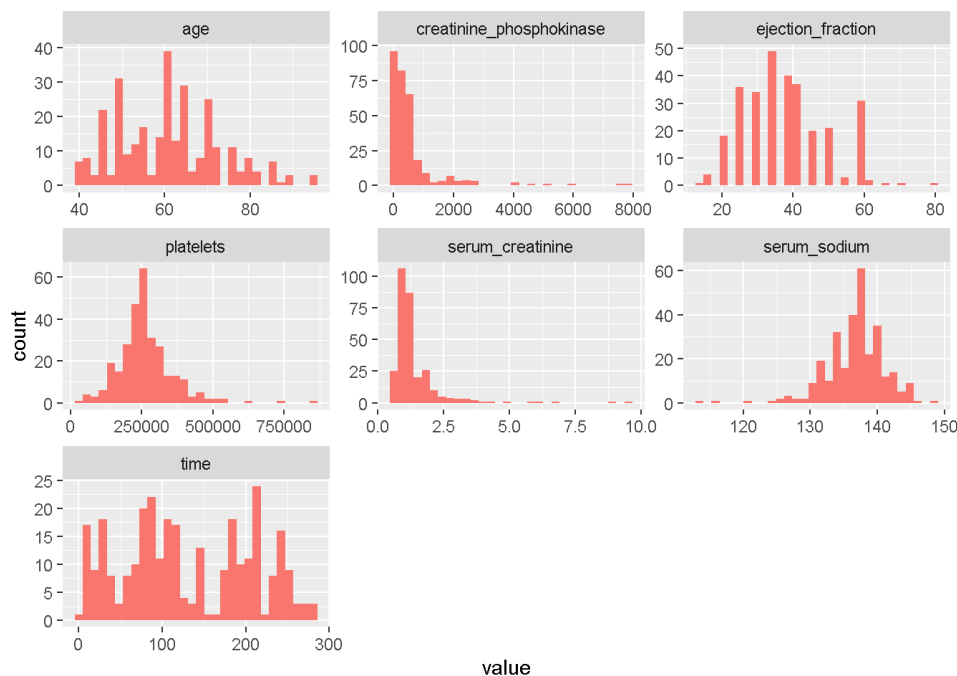 age
creatinine_phosphokinase
ejection_fraction
40
30
20
10
0
40 60 80
100
75
50
25
0
0 2000 4000 6000 8000
50
40
30
20
10
0
20 40 60 80
platelets
serum_creatinine
serum_sodium
60
40
20
0
250000 500000 750000
0
100
75
50
25
0
0.0 2.5 5.0 7.5 10.0
60
40
20
0
120 130 140 150
time
25
20
15
10
5
0
0 100 200 300
count
value